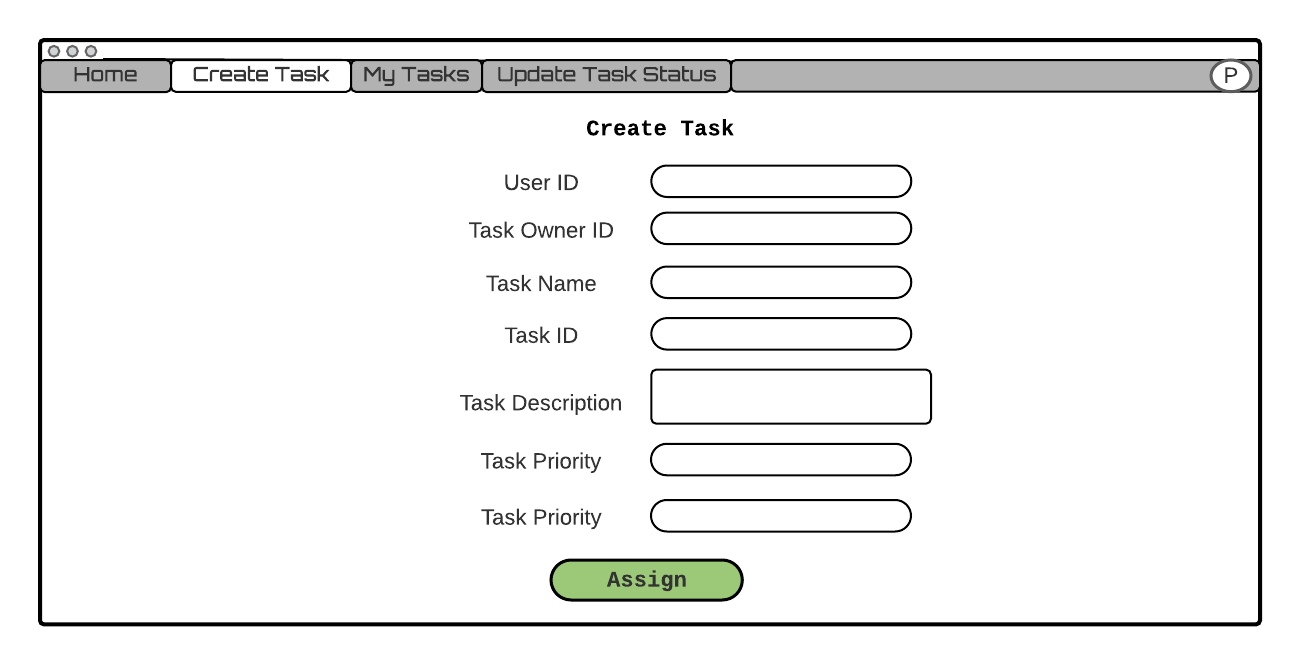 Home Create Task My Tasks Update Task Status P
Create Task
User ID
Task Owner ID
Task Name
Task ID
Task Description
Task Priority
Task Priority
Assign